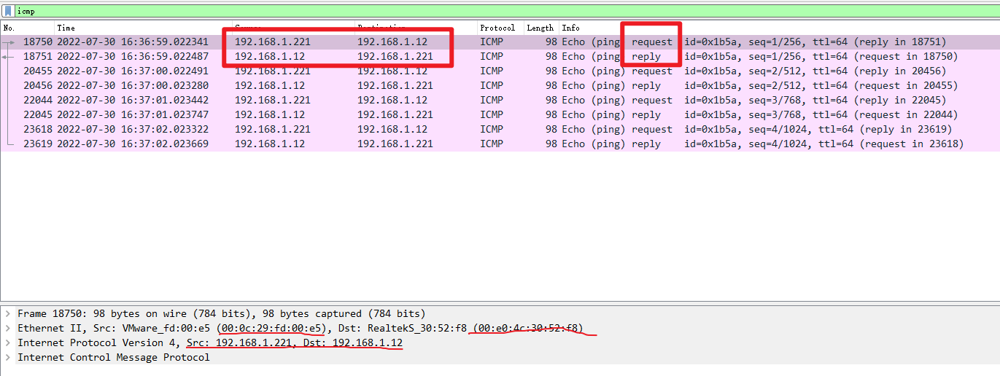 icmp
No. Time Source Destination Protocol Length Info
18750 2022-07-30 16:36:59.022341 192.168.1.221 192.168.1.12 ICMP 98 Echo (ping) request id=0x1b5a, seq=1/256, ttl=64 (reply in 18751)
18751 2022-07-30 16:36:59.022487 192.168.1.12 192.168.1.221 ICMP 98 Echo (ping) reply id=0x1b5a, seq=1/256, ttl=64 (request in 18750)
20455 2022-07-30 16:37:00.022491 192.168.1.221 192.168.1.12 ICMP 98 Echo (ping) request id=0x1b5a, seq=2/512, ttl=64 (reply in 20456)
20456 2022-07-30 16:37:00.023280 192.168.1.12 192.168.1.221 ICMP 98 Echo (ping) reply id=0x1b5a, seq=2/512, ttl=64 (request in 20455)
22044 2022-07-30 16:37:01.023442 192.168.1.221 192.168.1.12 ICMP 98 Echo (ping) request id=0x1b5a, seq=3/768, ttl=64 (reply in 22045)
22045 2022-07-30 16:37:01.023747 192.168.1.12 192.168.1.221 ICMP 98 Echo (ping) reply id=0x1b5a, seq=3/768, ttl=64 (request in 22044)
23618 2022-07-30 16:37:02.023322 192.168.1.221 192.168.1.12 ICMP 98 Echo (ping) request id=0x1b5a, seq=4/1024, ttl=64 (reply in 23619)
23619 2022-07-30 16:37:02.023669 192.168.1.12 192.168.1.221 ICMP 98 Echo (ping) reply id=0x1b5a, seq=4/1024, ttl=64 (request in 23618)
Frame 18750: 98 bytes on wire (784 bits), 98 bytes captured (784 bits)
Ethernet II, Src: VMware_fd:00:e5 (00:0c:29:fd:00:e5), Dst: RealtekS_30:52:f8 (00:e0:4c:30:52:f8)
Internet Protocol Version 4, Src: 192.168.1.221, Dst: 192.168.1.12
Internet Control Message Protocol